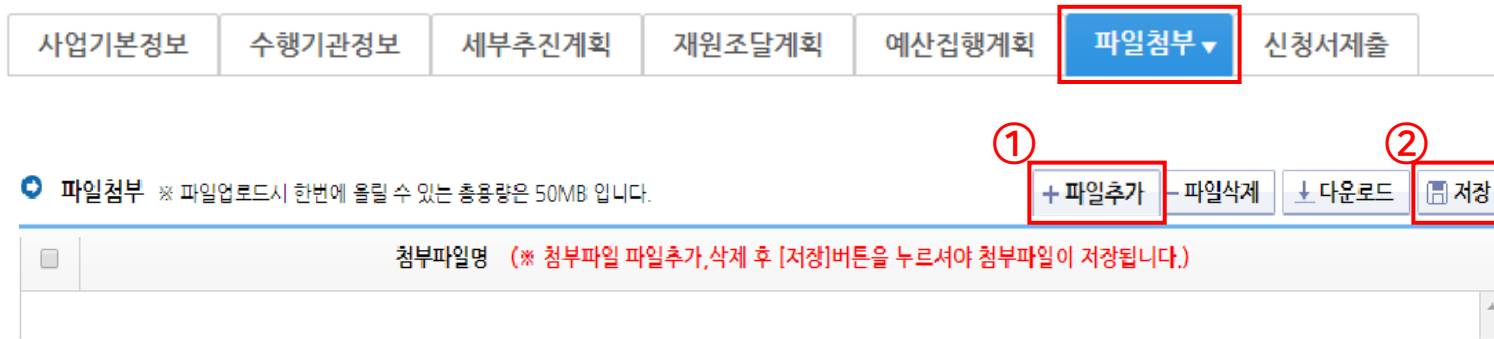 사업기본정보 수행기관정보 세부추진계획 재원조달계획 예산집행계획 파일첨부▼ 신청서제출
① ②
파일첨부 ※ 파일업로드시 한번에 올릴 수 있는 총용량은 50MB 입니다. +파일추가 -파일삭제 다운로드 저장
첨부파일명 (※ 첨부파일 파일추가,삭제 후 [저장]버튼을 누르셔야 첨부파일이 저장됩니다.)